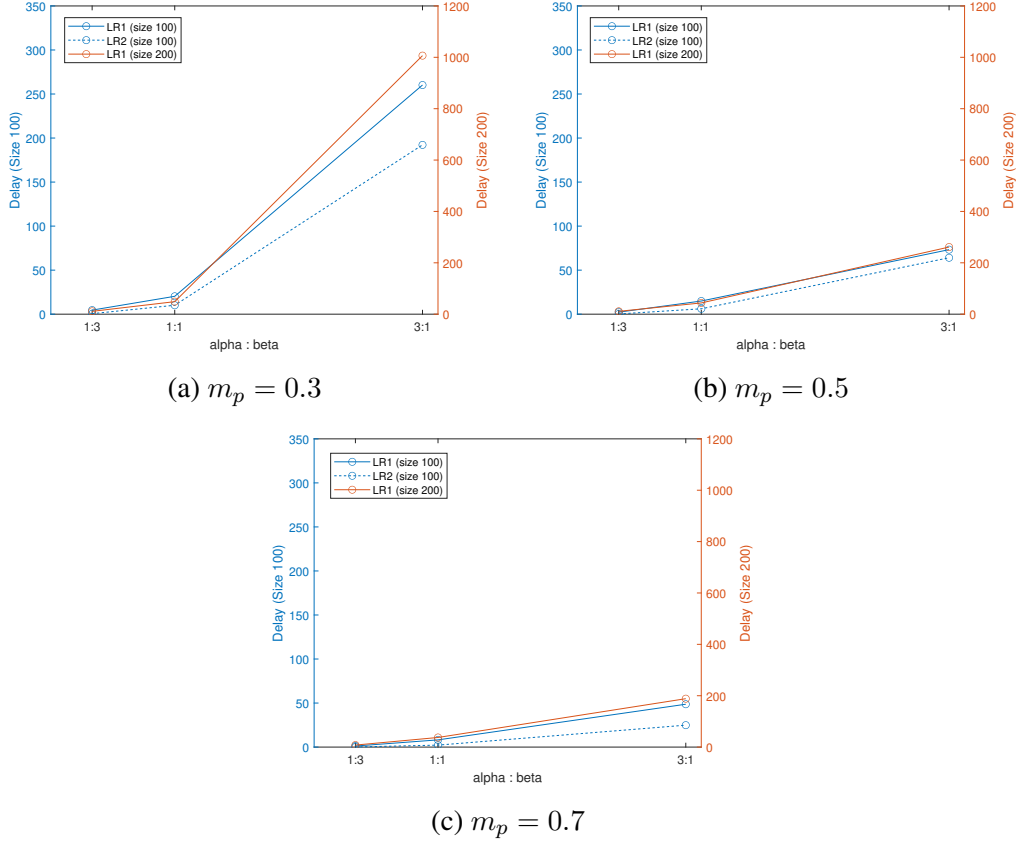 350
300
250
200
150
100
50
0
Delay (Size 100)
LR1 (size 100)
LR2 (size 100)
LR1 (size 200)
1200
1000
800
600
400
200
0
Delay (Size 200)
1:3 1:1 3:1
alpha : beta
(a) m_p = 0.3
350
300
250
200
150
100
50
0
Delay (Size 100)
LR1 (size 100)
LR2 (size 100)
LR1 (size 200)
1200
1000
800
600
400
200
0
Delay (Size 200)
1:3 1:1 3:1
alpha : beta
(b) m_p = 0.5
350
300
250
200
150
100
50
0
Delay (Size 100)
LR1 (size 100)
LR2 (size 100)
LR1 (size 200)
1200
1000
800
600
400
200
0
Delay (Size 200)
1:3 1:1 3:1
alpha : beta
(c) m_p = 0.7